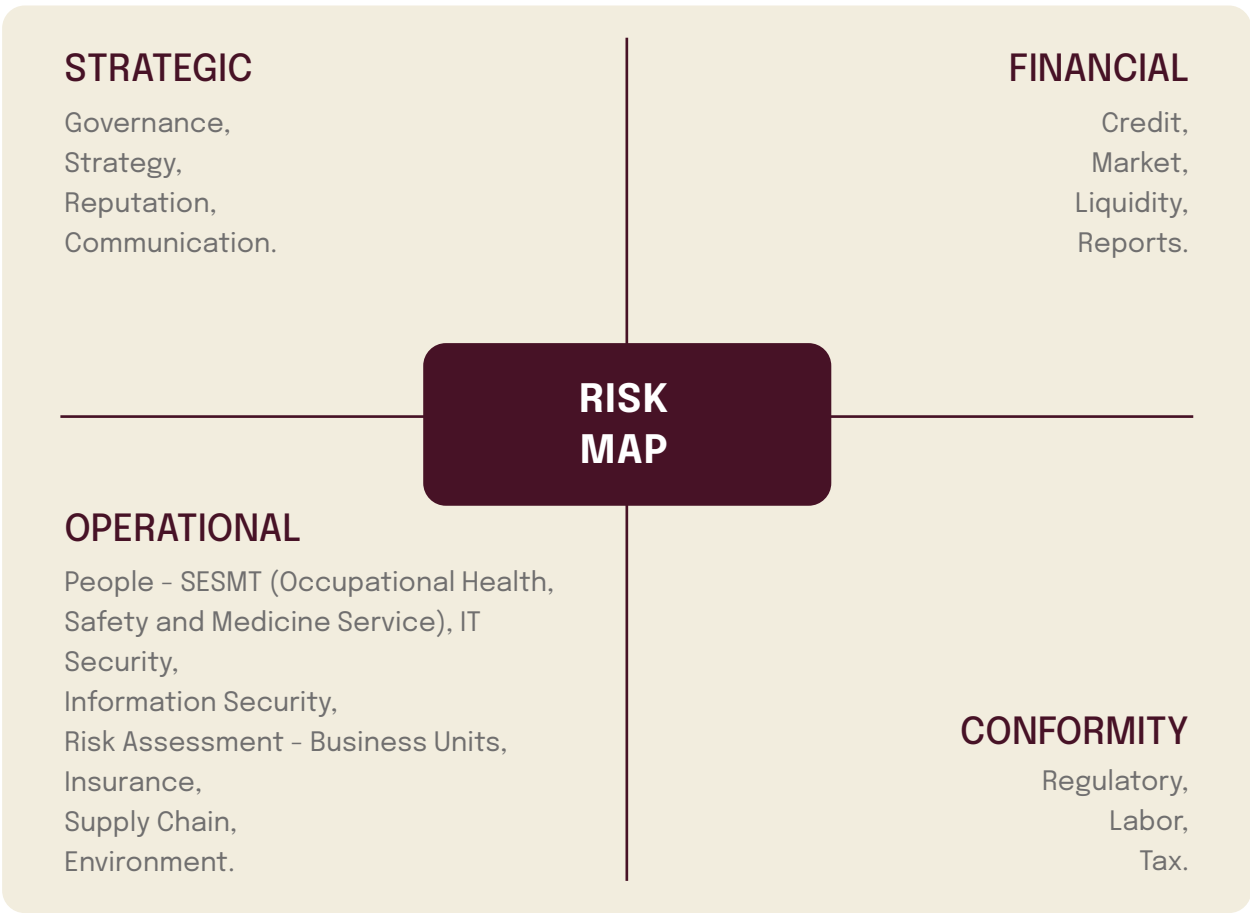 STRATEGIC
Governance,
Strategy,
Reputation,
Communication.
FINANCIAL
Credit,
Market,
Liquidity,
Reports.
RISK
MAP
OPERATIONAL
People - SESMT (Occupational Health,
Safety and Medicine Service), IT
Security,
Information Security,
Risk Assessment - Business Units,
Insurance,
Supply Chain,
Environment.
CONFORMITY
Regulatory,
Labor,
Tax.